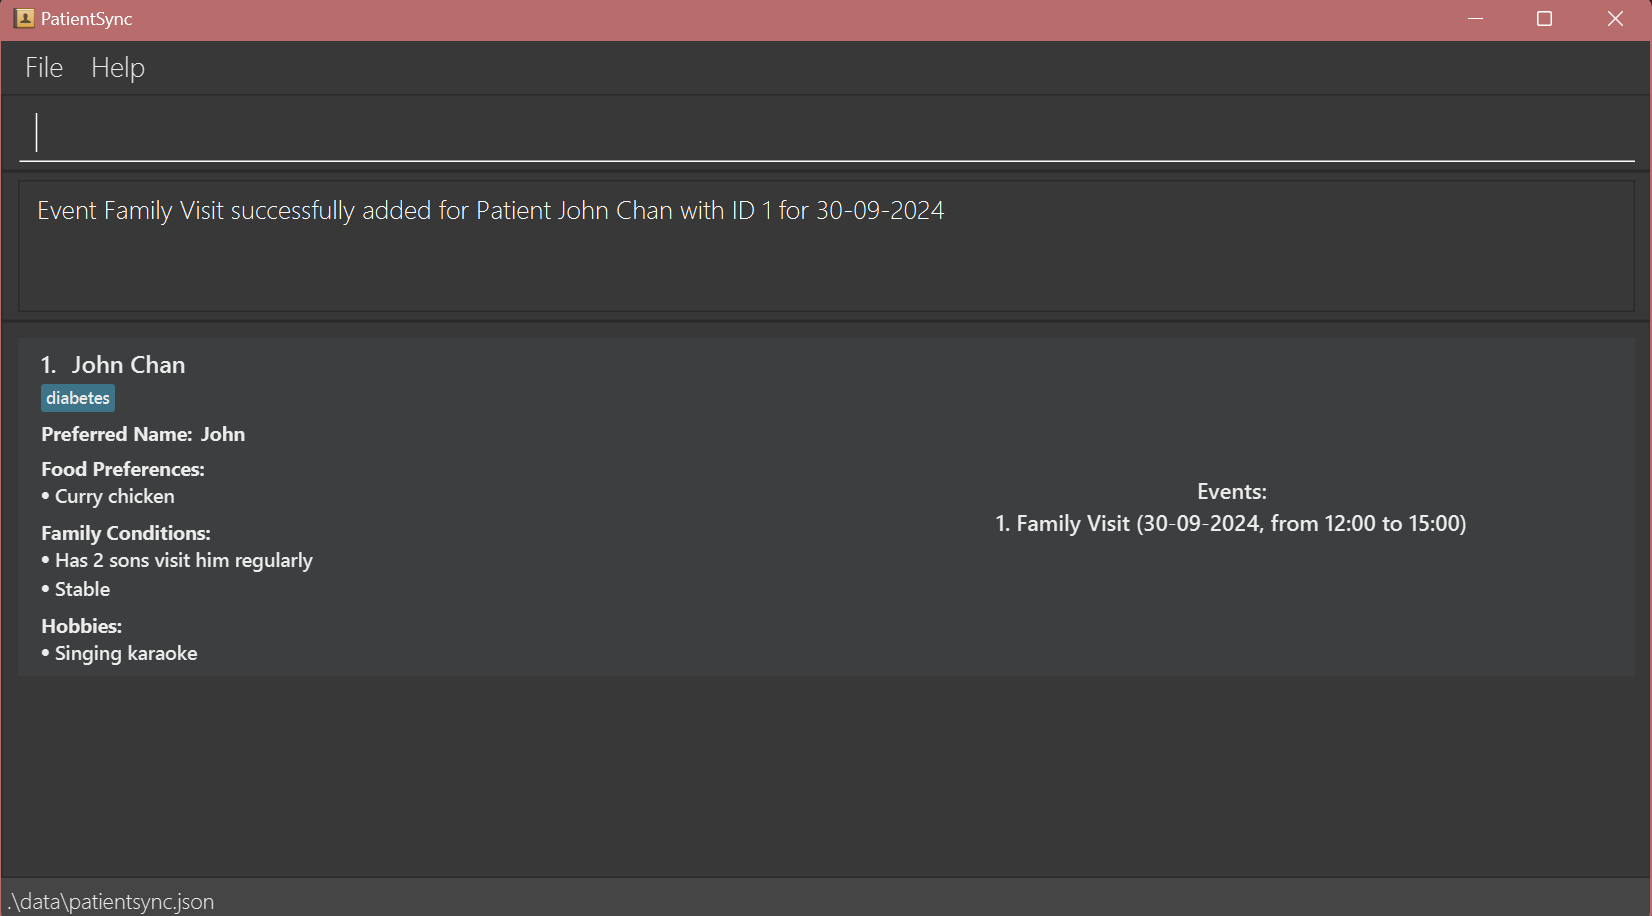 PatientSync
File Help
Event Family Visit successfully added for Patient John Chan with ID 1 for 30-09-2024
1. John Chan
diabetes
Preferred Name: John
Food Preferences:
• Curry chicken
Family Conditions:
• Has 2 sons visit him regularly
• Stable
Hobbies:
• Singing karaoke
Events:
1. Family Visit (30-09-2024, from 12:00 to 15:00)
.\data\patientsync.json